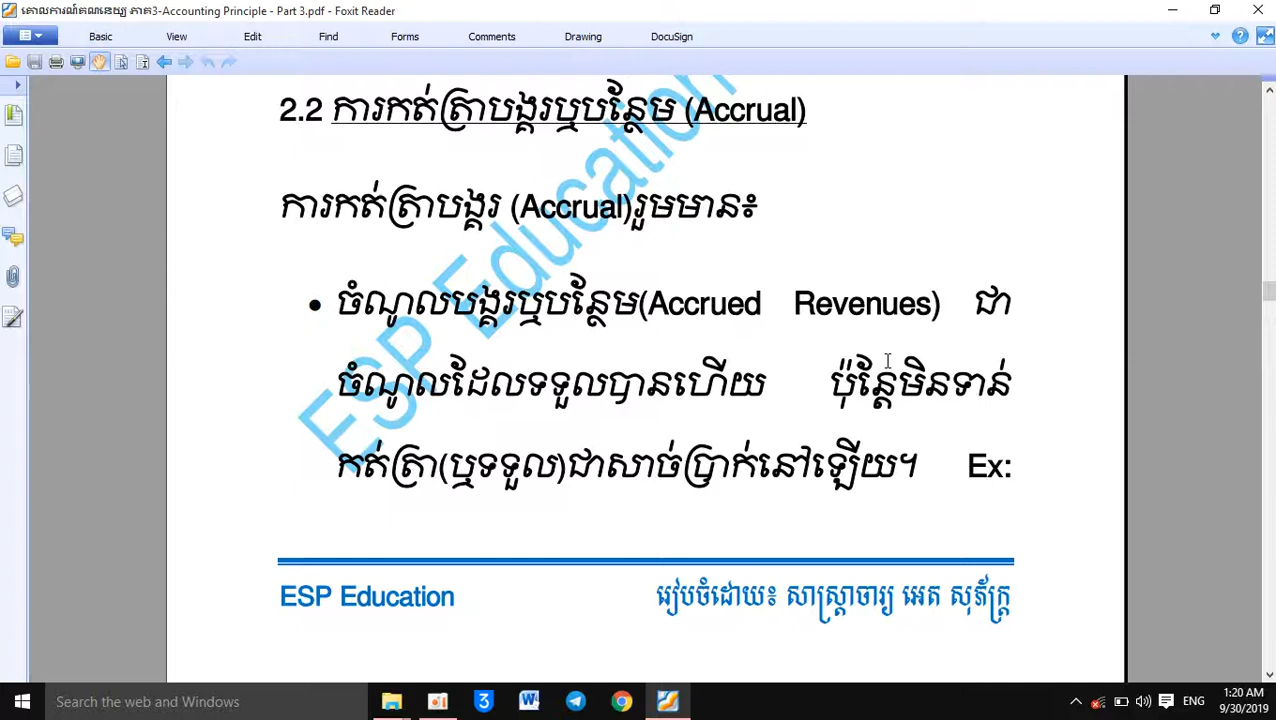 គោលការណ៍គណនេយ្យ ភាគ3-Accounting Principle - Part 3.pdf - Foxit Reader
Basic View Edit Find Forms Comments Drawing DocuSign
2.2 ការកត់ត្រាបង្គរឬបន្ថែម (Accrual)
ការកត់ត្រាបង្គរ (Accrual)រួមមាន៖
• ចំណូលបង្គរឬបន្ថែម(Accrued Revenues) ជា
ចំណូលដែលទទួលបានហើយ ប៉ុន្តែមិនទាន់
កត់ត្រា(ឬទទួល)ជាសាច់ប្រាក់នៅឡើយ។ Ex:
ESP Education
ESP Education រៀបចំដោយ៖ សាស្ត្រាចារ្យ អេត សុភ័ក្ត្រ
Search the web and Windows
ENG
1:20 AM
9/30/2019